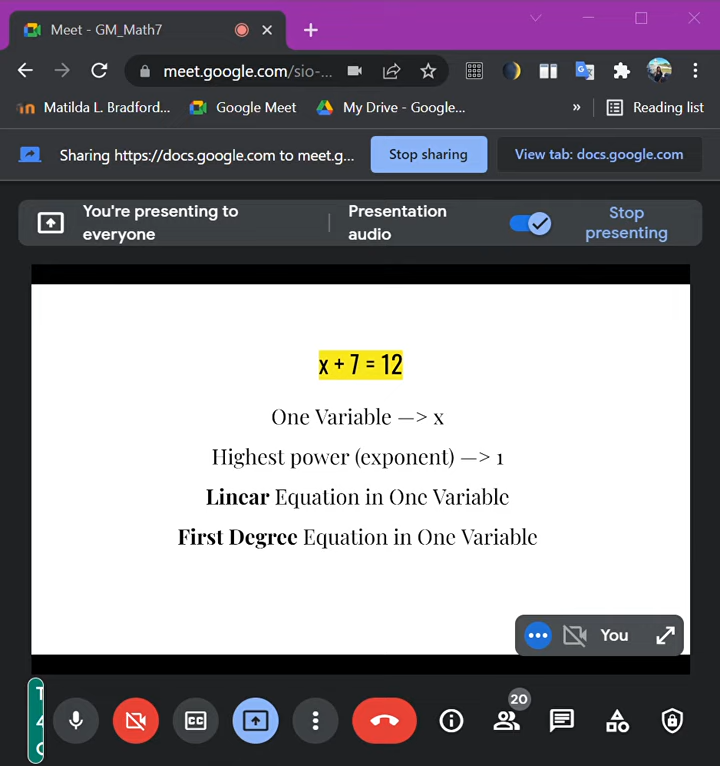 Meet - GM_Math7
meet.google.com/sio-...
Matilda L. Bradford...
Google Meet
My Drive - Google...
»
Reading list
Sharing https://docs.google.com to meet.g...
Stop sharing
View tab: docs.google.com
You're presenting to
everyone
Presentation
audio
Stop
presenting
x + 7 = 12
One Variable —> x
Highest power (exponent) —> 1
Linear Equation in One Variable
First Degree Equation in One Variable
You
20
CC